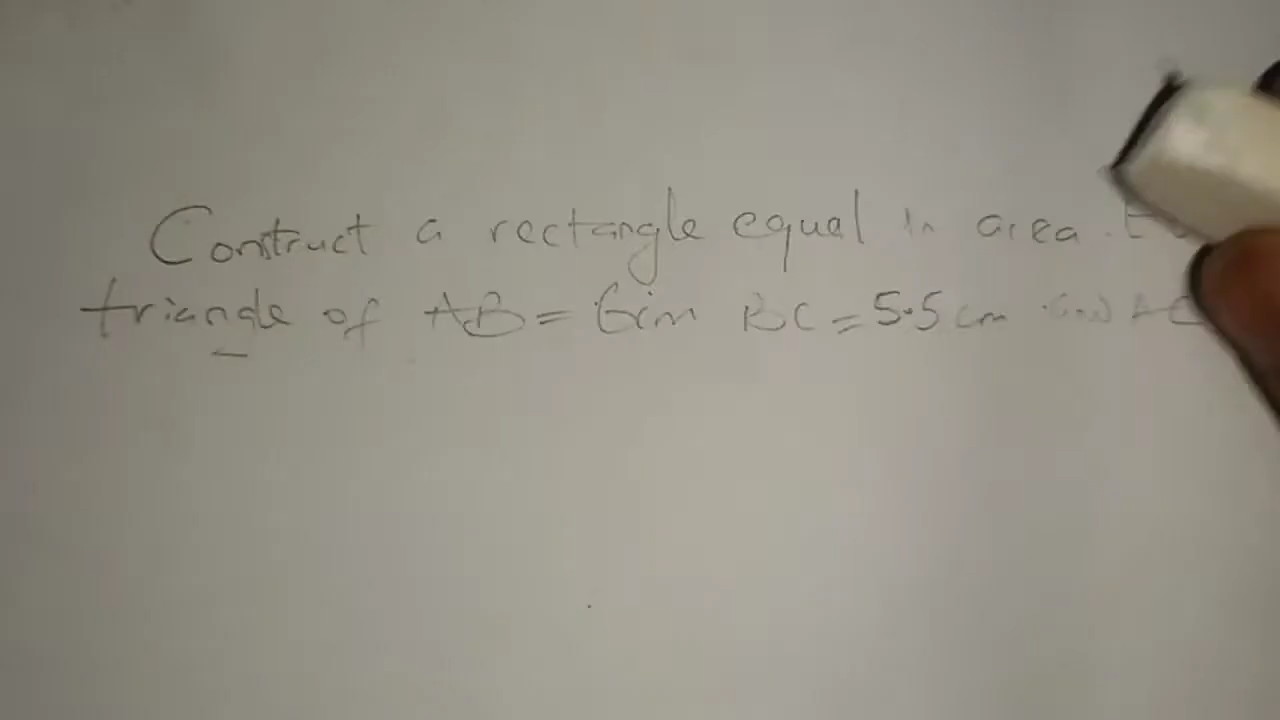 Construct a rectangle equal in area
triangle of AB = 6cm BC = 5.5cm